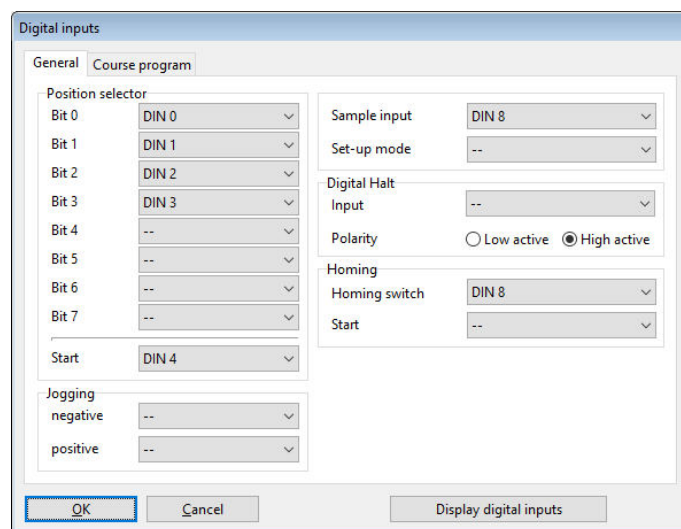 Digital inputs
General
Course program
Position selector
Bit 0 DIN 0
Bit 1 DIN 1
Bit 2 DIN 2
Bit 3 DIN 3
Bit 4 --
Bit 5 --
Bit 6 --
Bit 7 --
Start DIN 4
Jogging
negative --
positive --
Sample input DIN 8
Set-up mode --
Digital Halt
Input --
Polarity Low active High active
Homing
Homing switch DIN 8
Start --
OK
Cancel
Display digital inputs